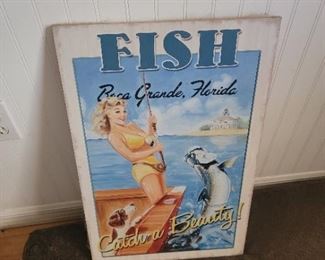 FISH
Boca Grande, Florida
Catch a Beauty!